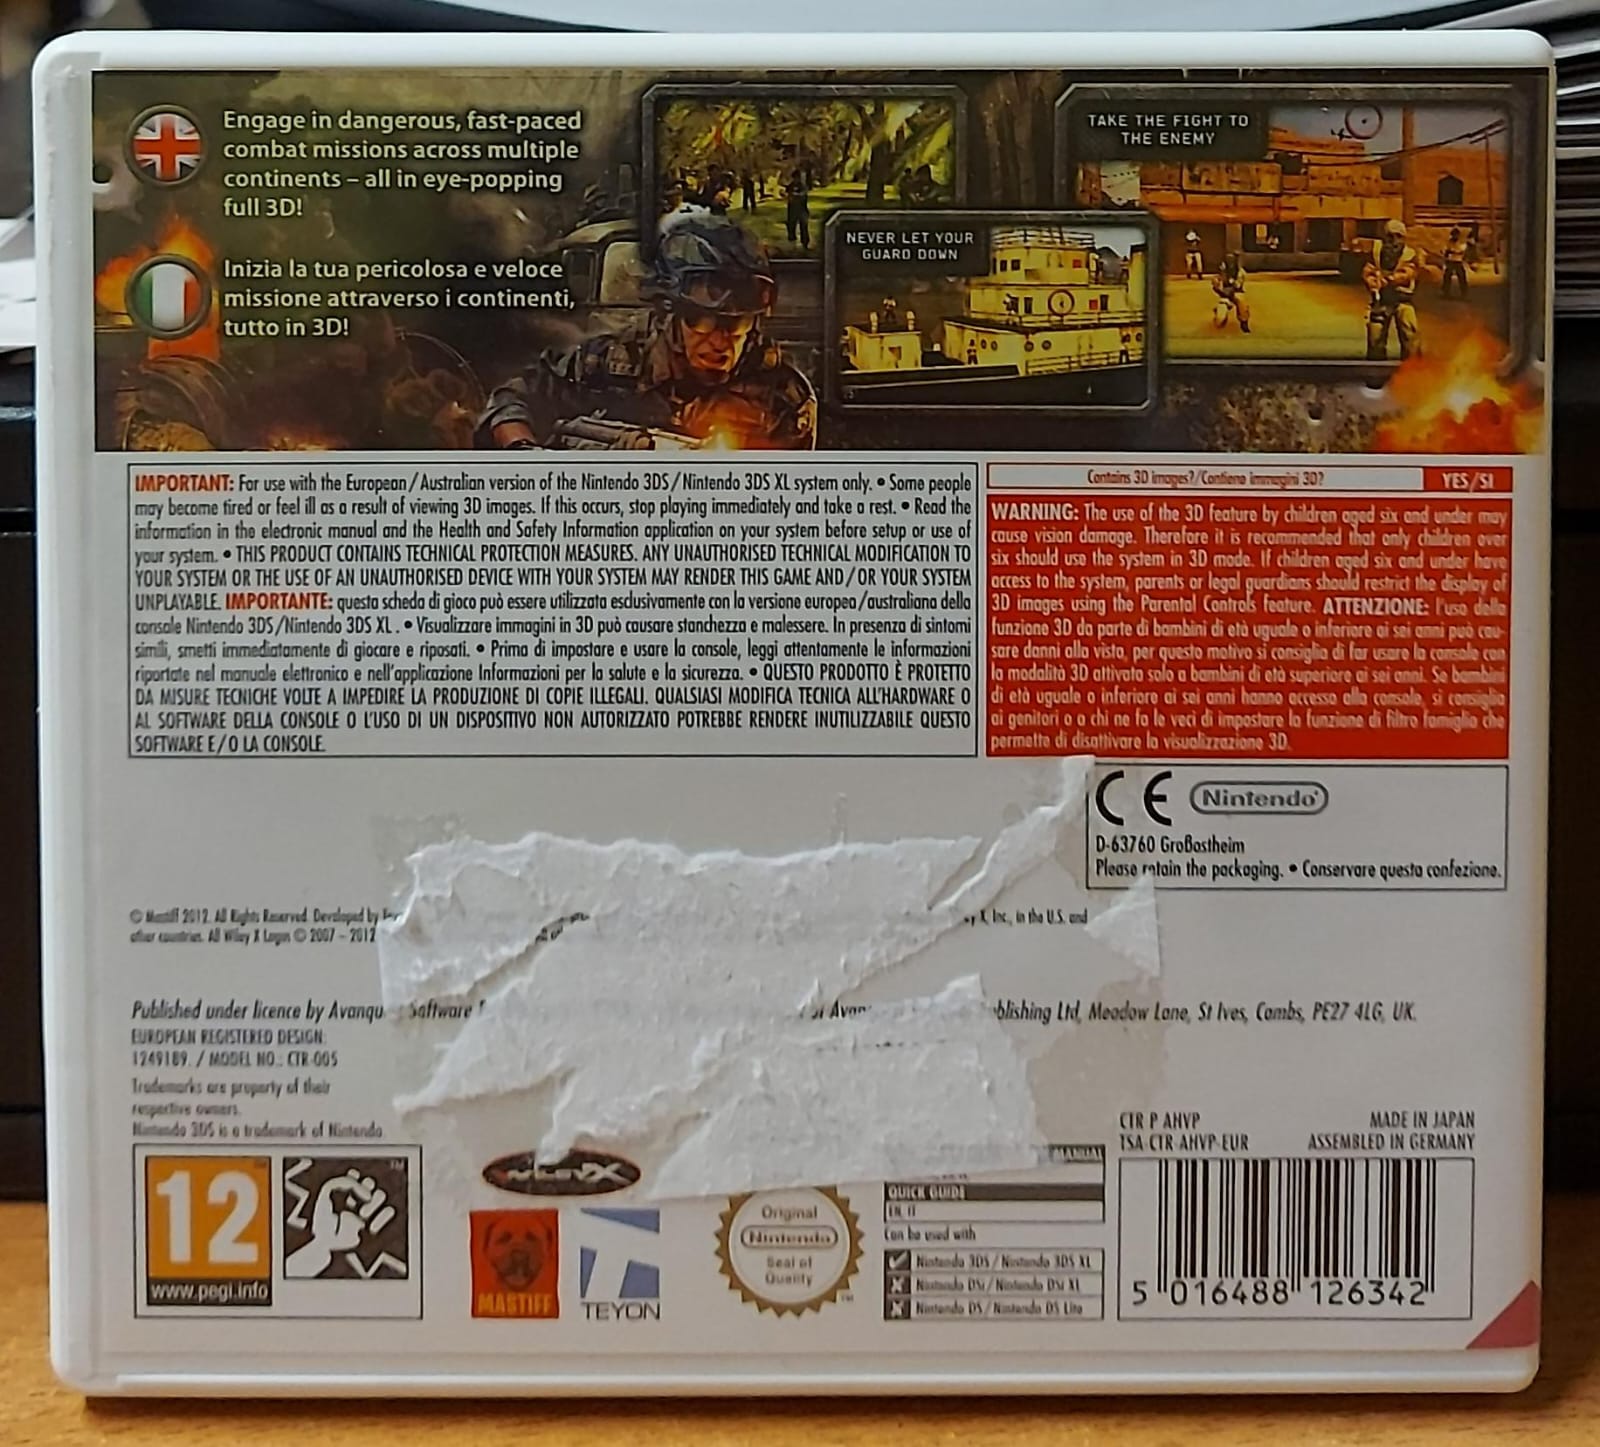 Engage in dangerous, fast-paced
combat missions across multiple
continents – all in eye-popping
full 3D!
Inizia la tua pericolosa e veloce
missione attraverso i continenti,
tutto in 3D!
NEVER LET YOUR
GUARD DOWN
TAKE THE FIGHT TO
THE ENEMY
IMPORTANT: For use with the European/Australian version of the Nintendo 3DS/Nintendo 3DS XL system only. • Some people
may become tired or feel ill as a result of viewing 3D images. If this occurs, stop playing immediately and take a rest. • Read the
information in the electronic manual and the Health and Safety Information application on your system before setup or use of
your system. • THIS PRODUCT CONTAINS TECHNICAL PROTECTION MEASURES. ANY UNAUTHORISED TECHNICAL MODIFICATION TO
YOUR SYSTEM OR THE USE OF AN UNAUTHORISED DEVICE WITH YOUR SYSTEM MAY RENDER THIS GAME AND/OR YOUR SYSTEM
UNPLAYABLE. IMPORTANTE: questa scheda di gioco può essere utilizzata esclusivamente con la versione europea/australiana della
console Nintendo 3DS/Nintendo 3DS XL. • Visualizzare immagini in 3D può causare stanchezza e malessere. In presenza di sintomi
simili, smetti immediatamente di giocare e riposati. • Prima di impostare e usare la console, leggi attentamente le informazioni
riportate nel manuale elettronico e nell'applicazione Informazioni per la salute e la sicurezza. • QUESTO PRODOTTO È PROTETTO
DA MISURE TECNICHE VOLTE A IMPEDIRE LA PRODUZIONE DI COPIE ILLEGALI. QUALSIASI MODIFICA TECNICA ALL'HARDWARE O
AL SOFTWARE DELLA CONSOLE O L'USO DI UN DISPOSITIVO NON AUTORIZZATO POTREBBE RENDERE INUTILIZZABILE QUESTO
SOFTWARE E/O LA CONSOLE.
Contains 3D images?/Contiene immagini 3D? YES/SI
WARNING: The use of the 3D feature by children aged six and under may
cause vision damage. Therefore it is recommended that only children over
six should use the system in 3D mode. If children aged six and under have
access to the system, parents or legal guardians should restrict the display of
3D images using the Parental Controls feature. ATTENZIONE: l'uso della
funzione 3D da parte di bambini di età uguale o inferiore ai sei anni può cau-
sare danni alla vista, per questo motivo si consiglia di far usare la console con
la modalità 3D attivata solo a bambini di età superiore ai sei anni. Se bambini
di età uguale o inferiore ai sei anni hanno accesso alla console, si consiglia
ai genitori o a chi ne fa le veci di impostare la funzione di filtro famiglia che
permette di disattivare la visualizzazione 3D.
CE Nintendo
D-63760 Großostheim
Please retain the packaging. • Conservare questa confezione.
© Mastiff 2012. All Rights Reserved. Developed by X, Inc., in the U.S. and
other countries. All Wiley X Logos © 2007 – 2012
Published under licence by Avanqu Software Avan blishing Ltd, Meadow Lane, St Ives, Cambs, PE27 4LG, UK.
EUROPEAN REGISTERED DESIGN:
1249189. / MODEL NO.: CTR-005
Trademarks are property of their
respective owners.
Nintendo 3DS is a trademark of Nintendo.
12
www.pegi.info
MASTIFF
TEYON
Original
Nintendo
Seal of
Quality
MANUAL
QUICK GUIDE
EN, IT
Can be used with
Nintendo 3DS / Nintendo 3DS XL
Nintendo DSi / Nintendo DSi XL
Nintendo DS / Nintendo DS Lite
CTR P AHVP MADE IN JAPAN
TSA-CTR-AHVP-EUR ASSEMBLED IN GERMANY
5 016488 126342